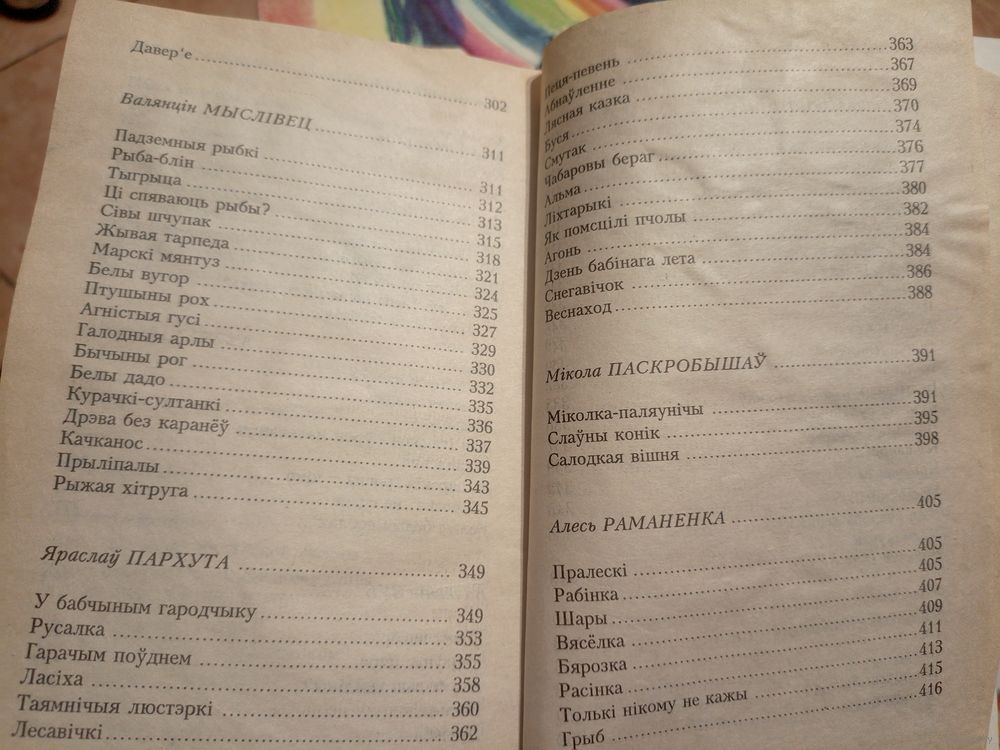 Давер'е 302
Валянцін МЫСЛІВЕЦ 311
Падземныя рыбкі 311
Рыба-блін 312
Тыгрыца 313
Ці спяваюць рыбы? 315
Сівы шчупак 318
Жывая тарпеда 321
Марскі мянтуз 324
Белы вугор 325
Птушыны рох 327
Агністыя гусі 329
Галодныя арлы 330
Бычыны рог 332
Белы дадо 335
Курачкі-султанкі 336
Дрэва без каранёў 337
Качканос 339
Прыліпалы 343
Рыжая хітруга 345
Яраслаў ПАРХУТА 349
У бабчыным гародчыку 349
Русалка 353
Гарачым поўднем 355
Ласіха 358
Таямнічыя люстэркі 360
Лесавічкі 362
Пеця-певень 363
Абнаўленне 367
Лясная казка 369
Буся 370
Смутак 374
Чабаровы бераг 376
Альма 377
Ліхтарыкі 380
Як помсцілі пчолы 382
Агонь 384
Дзень бабінага лета 384
Снегавічок 386
Веснаход 388
Мікола ПАСКРОБЫШАЎ 391
Міколка-паляўнічы 391
Слаўны конік 395
Салодкая вішня 398
Алесь РАМАНЕНКА 405
Пралескі 405
Рабінка 405
Шары 407
Вясёлка 409
Бярозка 411
Расінка 413
Толькі нікому не кажы 415
Грыб 416